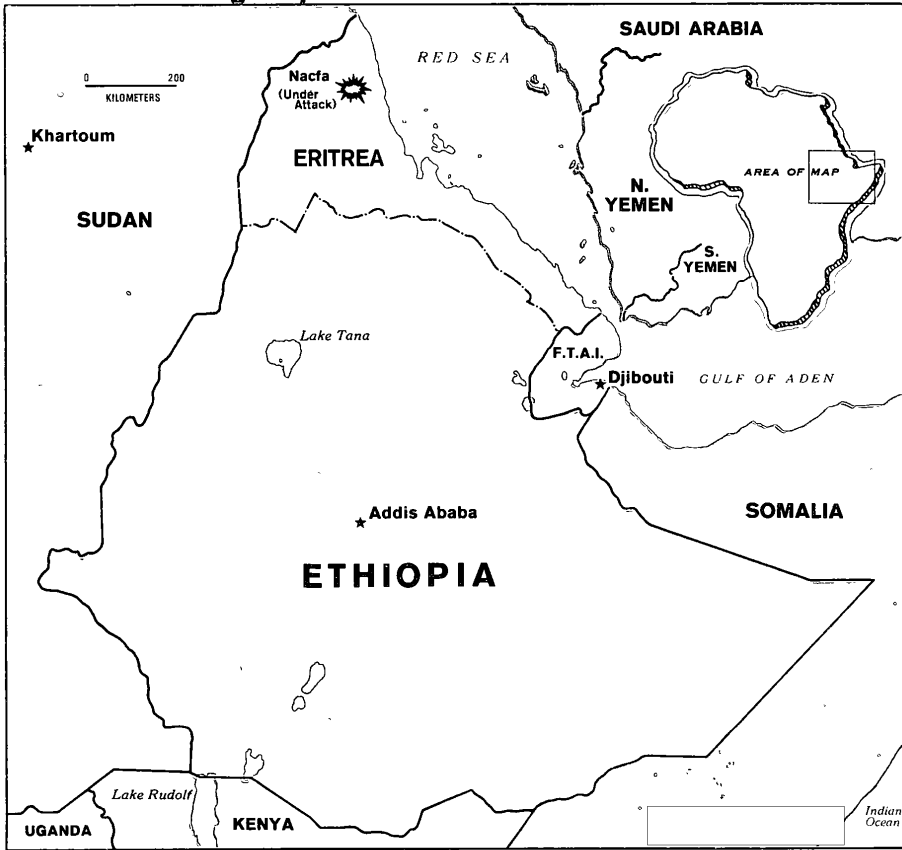 SAUDI ARABIA
RED SEA
0 200
KILOMETERS
Nacfa
(Under
Attack)
Khartoum
ERITREA
AREA OF MAP
N.
YEMEN
SUDAN
S.
YEMEN
Lake Tana
F.T.A.I.
Djibouti
GULF OF ADEN
Addis Ababa
SOMALIA
ETHIOPIA
Lake Rudolf
UGANDA
KENYA
Indian
Ocean